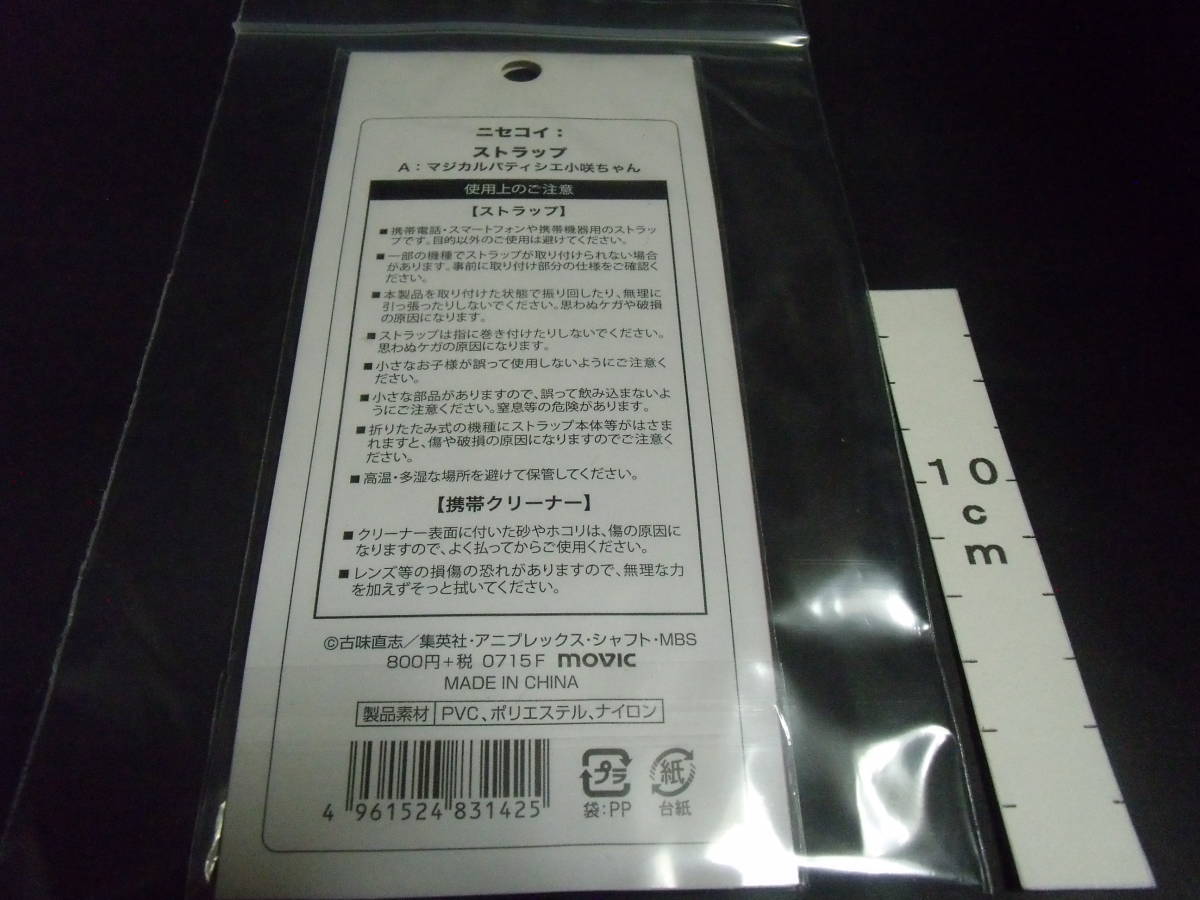 ニセコイ：
ストラップ
A：マジカルパティシエ小咲ちゃん
使用上のご注意
【ストラップ】
■携帯電話・スマートフォンや携帯機器用のストラッ
プです。目的以外のご使用は避けてください。
■一部の機種でストラップが取り付けられない場合
があります。事前に取り付け部分の仕様をご確認く
ださい。
■本製品を取り付けた状態で振り回したり、無理に
引っ張ったりしないでください。思わぬケガや破損
の原因になります。
■ストラップは指に巻き付けたりしないでください。
思わぬケガの原因になります。
■小さなお子様が誤って使用しないようにご注意く
ださい。
■小さな部品がありますので、誤って飲み込まないよ
うにご注意ください。窒息等の危険があります。
■折りたたみ式の機種にストラップ本体等がはさま
れますと、傷や破損の原因になりますのでご注意く
ださい。
■高温・多湿な場所を避けて保管してください。
【携帯クリーナー】
■クリーナー表面に付いた砂やホコリは、傷の原因に
なりますので、よく払ってからご使用ください。
■レンズ等の損傷の恐れがありますので、無理な力
を加えずそっと拭いてください。
©古味直志／集英社・アニプレックス・シャフト・MBS
800円+税 0715F movic
MADE IN CHINA
製品素材 PVC、ポリエステル、ナイロン
4 961524 831425
プラ
袋：PP
紙
台紙
10
c
m